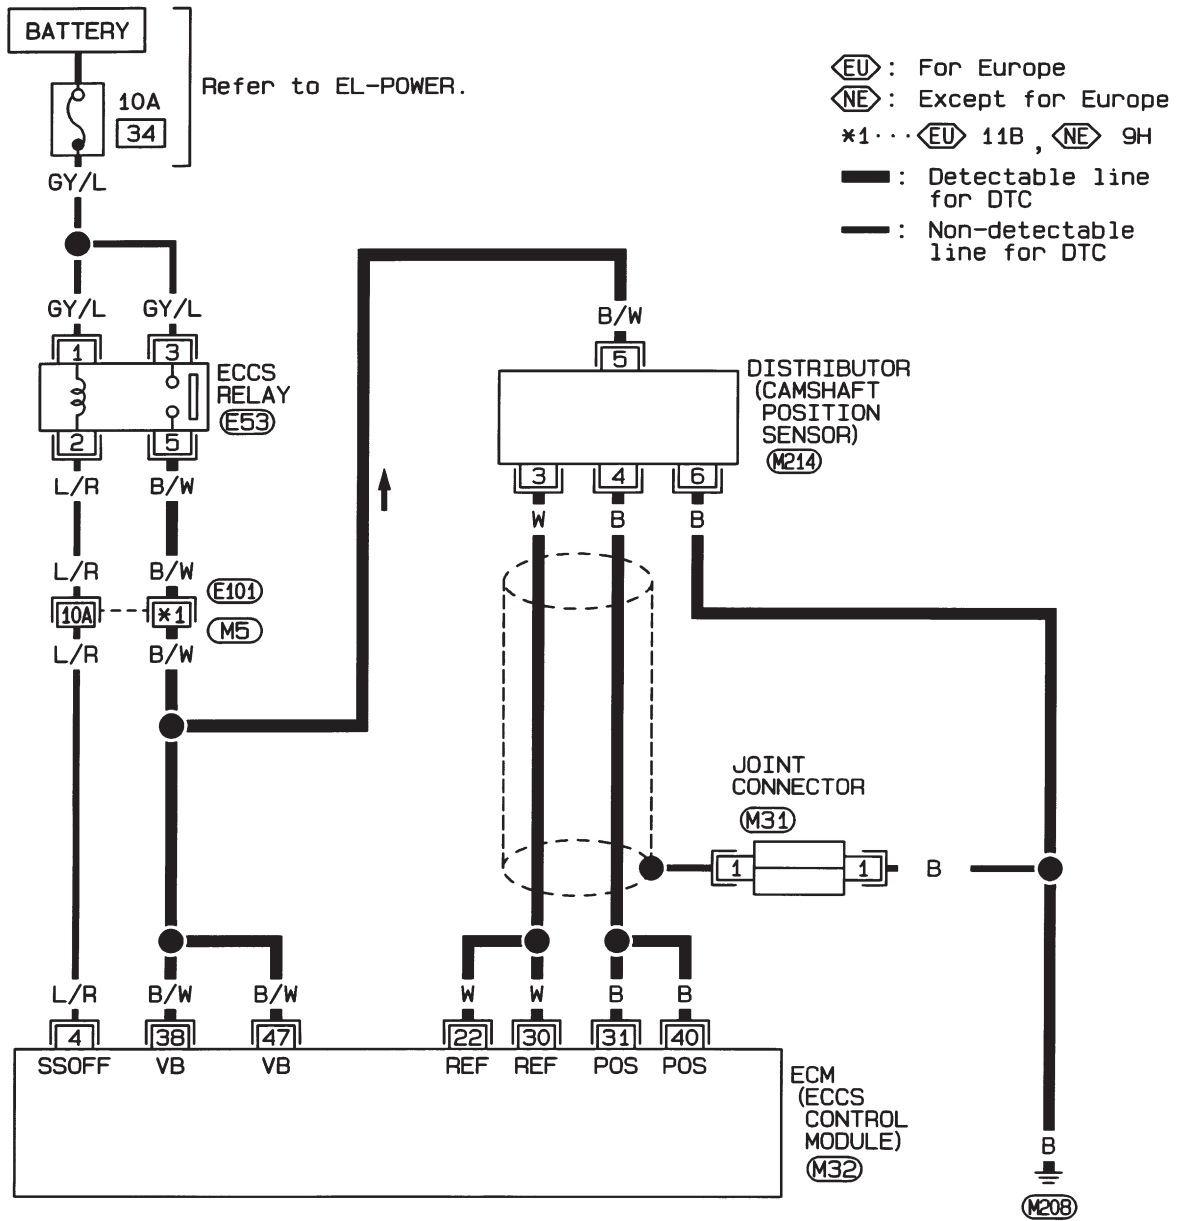 BATTERY
10A
34
Refer to EL-POWER.
EU : For Europe
NE : Except for Europe
*1··· EU 11B , NE 9H
: Detectable line
for DTC
: Non-detectable
line for DTC
GY/L
GY/L GY/L
1 3
ECCS
RELAY
E53
2 5
L/R B/W
L/R B/W
10A *1
E101
M5
L/R B/W
B/W
5
DISTRIBUTOR
(CAMSHAFT
POSITION
SENSOR)
M214
3 4 6
W B B
JOINT
CONNECTOR
M31
1 1 B
L/R B/W B/W W W B B
4 38 47 22 30 31 40
SSOFF VB VB REF REF POS POS
ECM
(ECCS
CONTROL
MODULE)
M32
B
M208